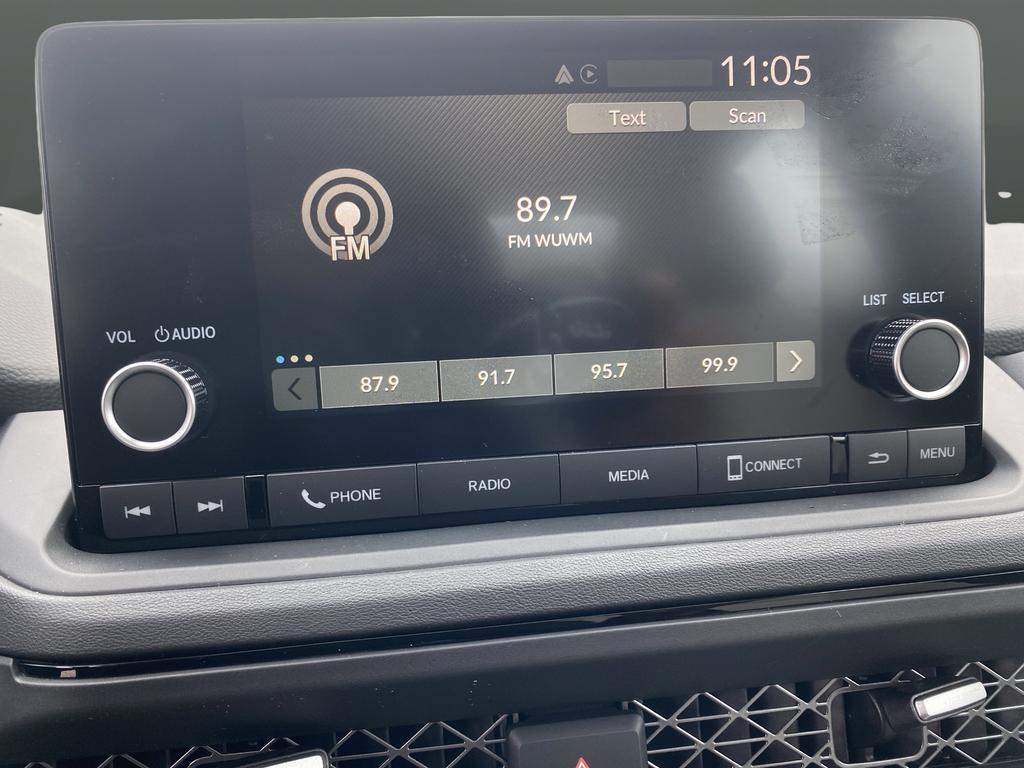 11:05
Text Scan
FM
89.7
FM WUWM
LIST SELECT
VOL AUDIO
87.9 91.7 95.7 99.9
PHONE RADIO MEDIA CONNECT MENU